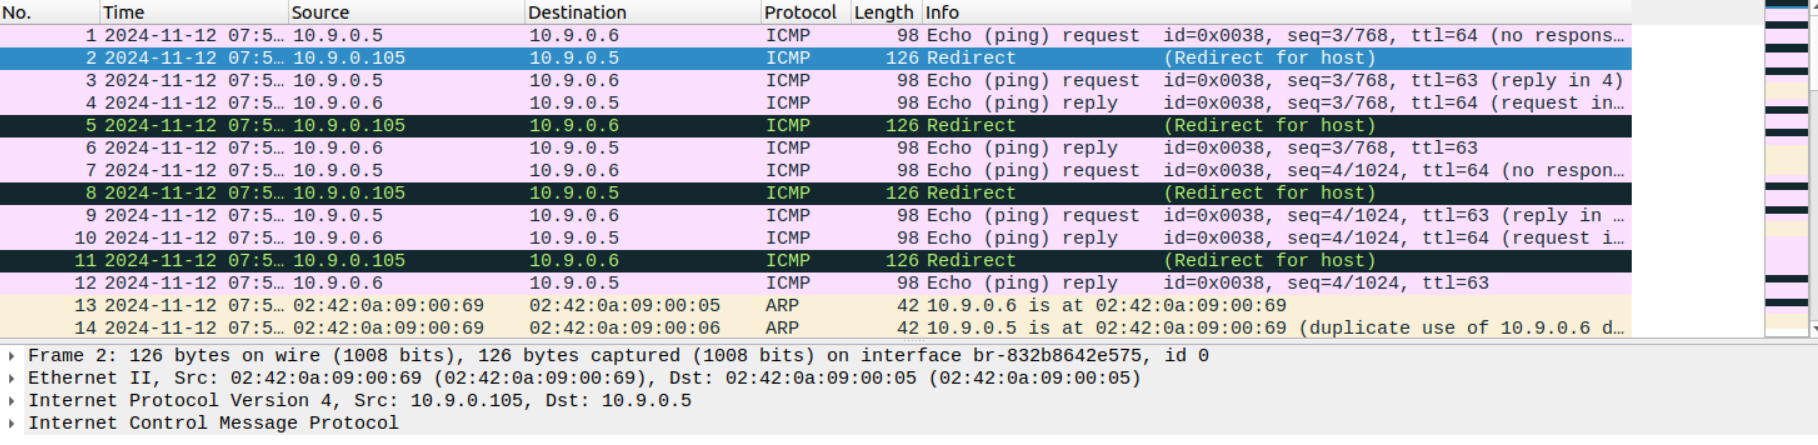 No. Time Source Destination Protocol Length Info
1 2024-11-12 07:5… 10.9.0.5 10.9.0.6 ICMP 98 Echo (ping) request id=0x0038, seq=3/768, ttl=64 (no respons…
2 2024-11-12 07:5… 10.9.0.105 10.9.0.5 ICMP 126 Redirect (Redirect for host)
3 2024-11-12 07:5… 10.9.0.5 10.9.0.6 ICMP 98 Echo (ping) request id=0x0038, seq=3/768, ttl=63 (reply in 4)
4 2024-11-12 07:5… 10.9.0.6 10.9.0.5 ICMP 98 Echo (ping) reply id=0x0038, seq=3/768, ttl=64 (request in…
5 2024-11-12 07:5… 10.9.0.105 10.9.0.6 ICMP 126 Redirect (Redirect for host)
6 2024-11-12 07:5… 10.9.0.6 10.9.0.5 ICMP 98 Echo (ping) reply id=0x0038, seq=3/768, ttl=63
7 2024-11-12 07:5… 10.9.0.5 10.9.0.6 ICMP 98 Echo (ping) request id=0x0038, seq=4/1024, ttl=64 (no respon…
8 2024-11-12 07:5… 10.9.0.105 10.9.0.5 ICMP 126 Redirect (Redirect for host)
9 2024-11-12 07:5… 10.9.0.5 10.9.0.6 ICMP 98 Echo (ping) request id=0x0038, seq=4/1024, ttl=63 (reply in …
10 2024-11-12 07:5… 10.9.0.6 10.9.0.5 ICMP 98 Echo (ping) reply id=0x0038, seq=4/1024, ttl=64 (request i…
11 2024-11-12 07:5… 10.9.0.105 10.9.0.6 ICMP 126 Redirect (Redirect for host)
12 2024-11-12 07:5… 10.9.0.6 10.9.0.5 ICMP 98 Echo (ping) reply id=0x0038, seq=4/1024, ttl=63
13 2024-11-12 07:5… 02:42:0a:09:00:69 02:42:0a:09:00:05 ARP 42 10.9.0.6 is at 02:42:0a:09:00:69
14 2024-11-12 07:5… 02:42:0a:09:00:69 02:42:0a:09:00:06 ARP 42 10.9.0.5 is at 02:42:0a:09:00:69 (duplicate use of 10.9.0.6 d…
Frame 2: 126 bytes on wire (1008 bits), 126 bytes captured (1008 bits) on interface br-832b8642e575, id 0
Ethernet II, Src: 02:42:0a:09:00:69 (02:42:0a:09:00:69), Dst: 02:42:0a:09:00:05 (02:42:0a:09:00:05)
Internet Protocol Version 4, Src: 10.9.0.105, Dst: 10.9.0.5
Internet Control Message Protocol